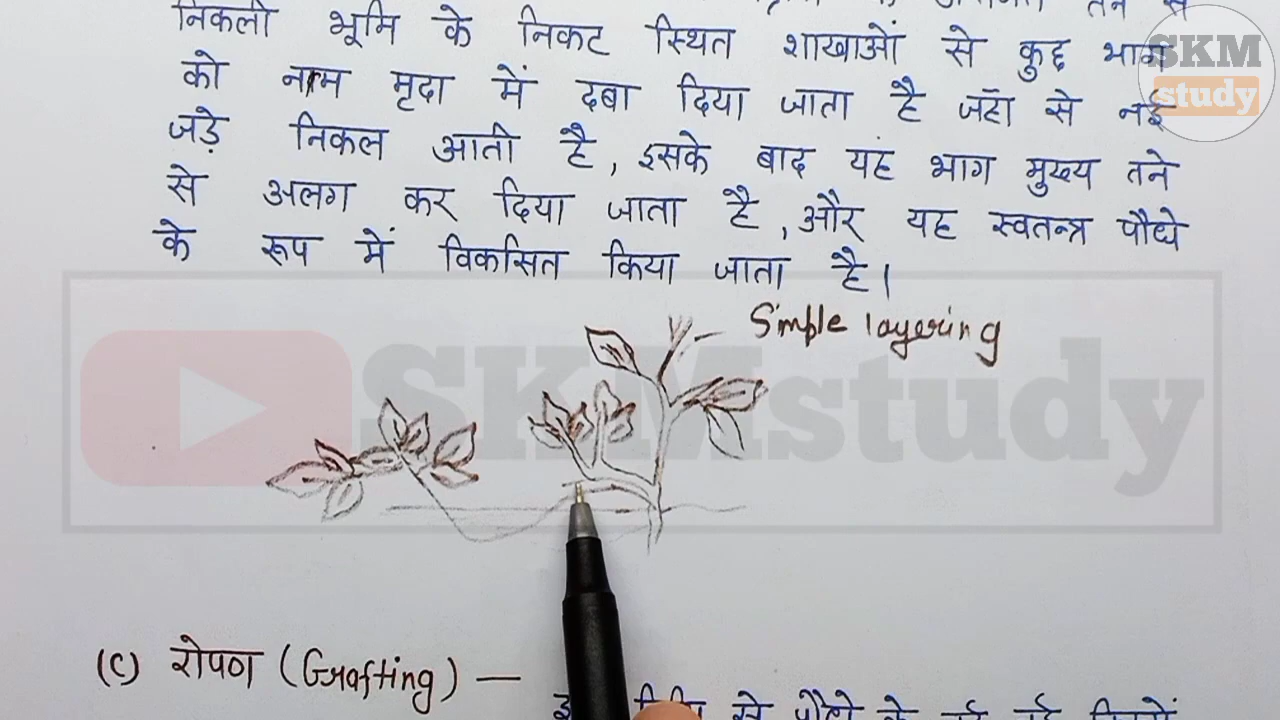 तने से
निकली भूमि के निकट स्थित शाखाओं से कुछ भाग
को नाम मृदा में दबा दिया जाता है जहाँ से नई
जड़े निकल आती है, इसके बाद यह भाग मुख्य तने
से अलग कर दिया जाता है, और यह स्वतन्त्र पौधे
के रूप में विकसित किया जाता है।
Simple layering
(C) रोपण (Grafting) —
से पौधे के
SKM
study
SKMstudy